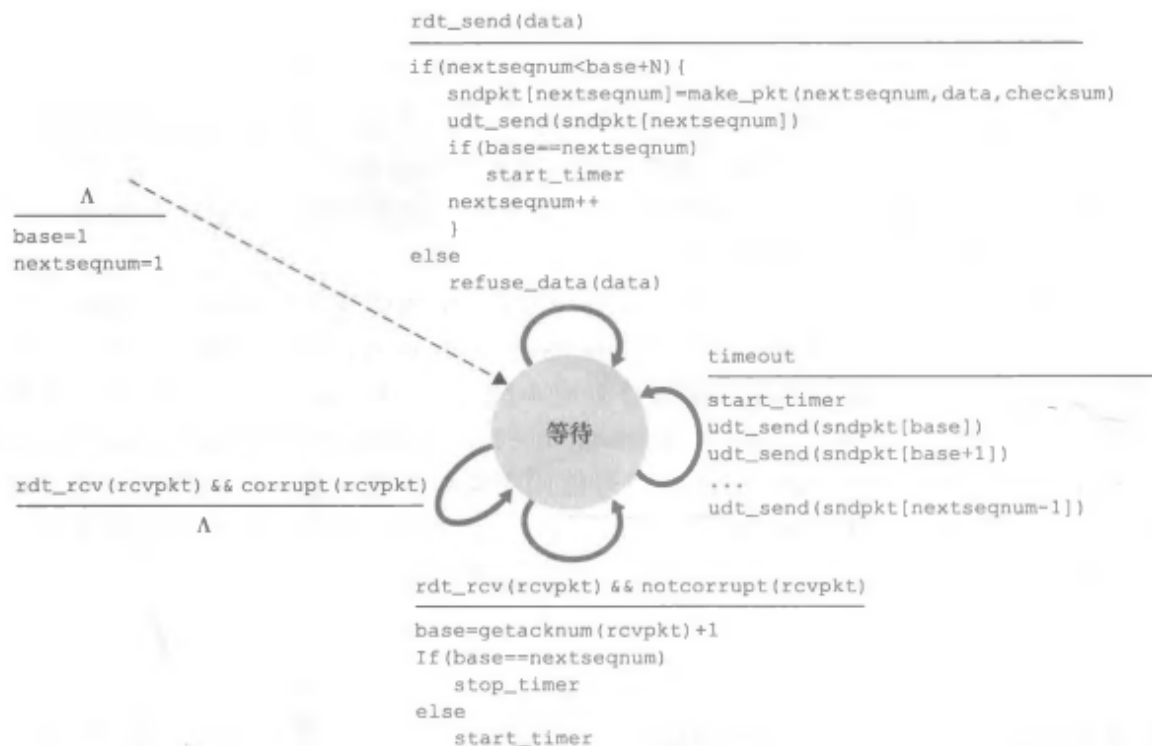 rdt_send(data)
if(nextseqnum<base+N){
sndpkt[nextseqnum]=make_pkt(nextseqnum,data,checksum)
udt_send(sndpkt[nextseqnum])
if(base==nextseqnum)
start_timer
nextseqnum++
}
else
refuse_data(data)
Λ
base=1
nextseqnum=1
timeout
start_timer
udt_send(sndpkt[base])
udt_send(sndpkt[base+1])
...
udt_send(sndpkt[nextseqnum-1])
等待
rdt_rcv(rcvpkt) && corrupt(rcvpkt)
Λ
rdt_rcv(rcvpkt) && notcorrupt(rcvpkt)
base=getacknum(rcvpkt)+1
If(base==nextseqnum)
stop_timer
else
start_timer